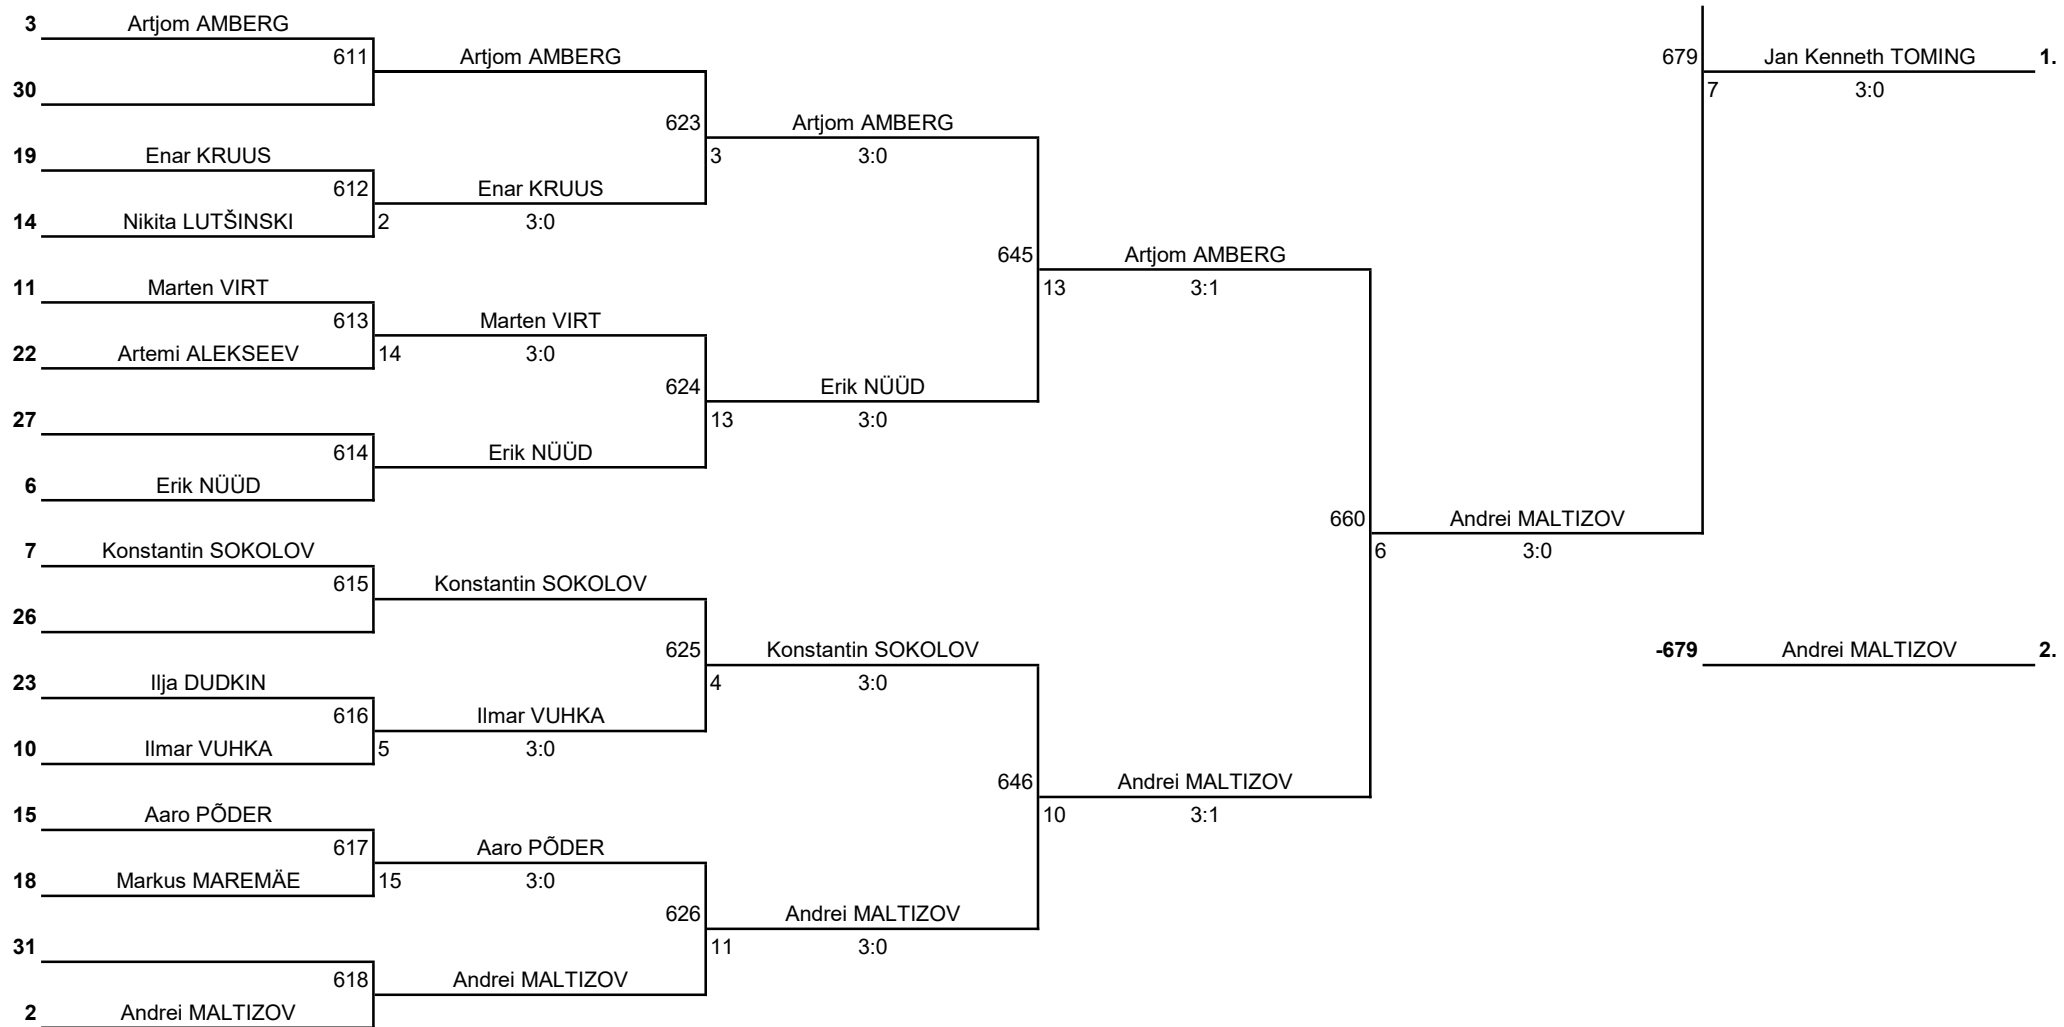 3 Artjom AMBERG
611 Artjom AMBERG 679 Jan Kenneth TOMING 1.
30 7 3:0
623 Artjom AMBERG
19 Enar KRUUS 3 3:0
612 Enar KRUUS
14 Nikita LUTŠINSKI 2 3:0
645 Artjom AMBERG
11 Marten VIRT 13 3:1
613 Marten VIRT
22 Artemi ALEKSEEV 14 3:0
624 Erik NÜÜD
27 13 3:0
614 Erik NÜÜD
6 Erik NÜÜD
660 Andrei MALTIZOV
7 Konstantin SOKOLOV 6 3:0
615 Konstantin SOKOLOV
26
625 Konstantin SOKOLOV -679 Andrei MALTIZOV 2.
23 Ilja DUDKIN 4 3:0
616 Ilmar VUHKA
10 Ilmar VUHKA 5 3:0
646 Andrei MALTIZOV
15 Aaro PÕDER 10 3:1
617 Aaro PÕDER
18 Markus MAREMÄE 15 3:0
626 Andrei MALTIZOV
31 11 3:0
618 Andrei MALTIZOV
2 Andrei MALTIZOV